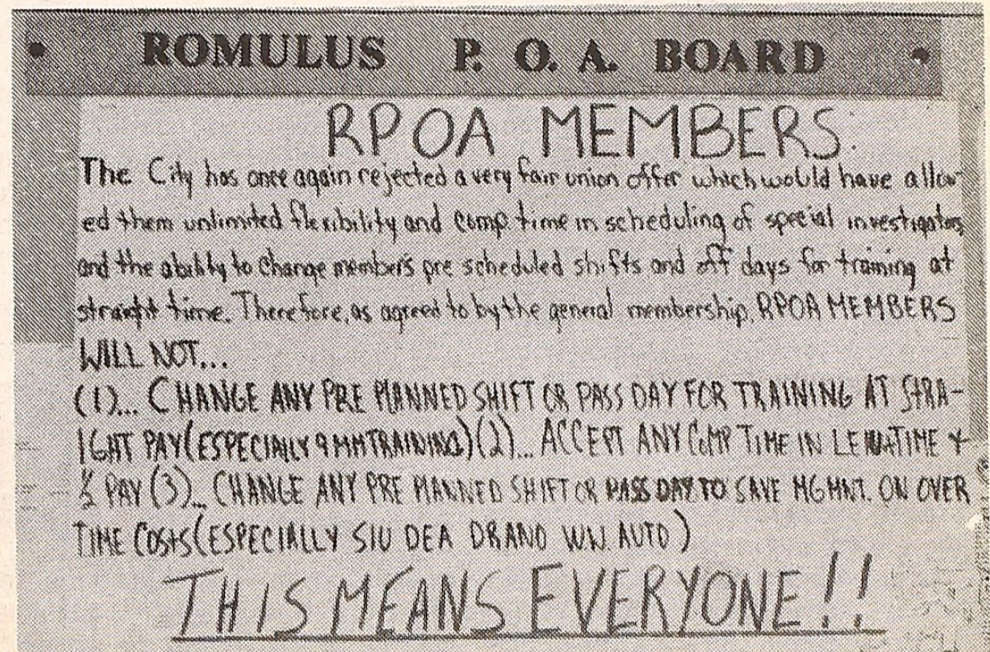 • ROMULUS P. O. A. BOARD •
RPOA MEMBERS:
The City has once again rejected a very fair union offer which would have allow-
ed them unlimited flexibility and comp. time in scheduling of special investigators
and the ability to change members pre scheduled shifts and off days for training at
straight time. Therefore, as agreed to by the general membership, RPOA MEMBERS
WILL NOT...
(1)... CHANGE ANY PRE PLANNED SHIFT OR PASS DAY FOR TRAINING AT STRA-
IGHT PAY (ESPECIALLY 9MM TRAINING) (2)... ACCEPT ANY COMP TIME IN TIME +
½ PAY (3)... CHANGE ANY PRE PLANNED SHIFT OR PASS DAY TO SAVE MGMNT. ON OVER
TIME COSTS (ESPECIALLY SIU DEA DRANO W.W. AUTO)
THIS MEANS EVERYONE!!